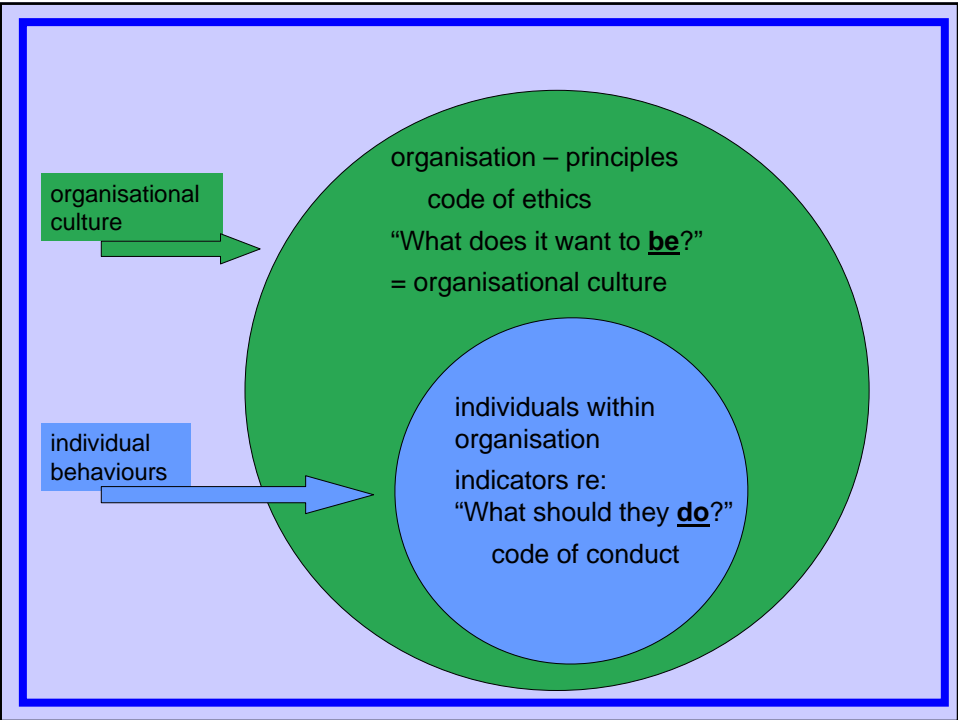 organisational
culture
organisation – principles
code of ethics
“What does it want to be?”
= organisational culture
individual
behaviours
individuals within
organisation
indicators re:
“What should they do?”
code of conduct